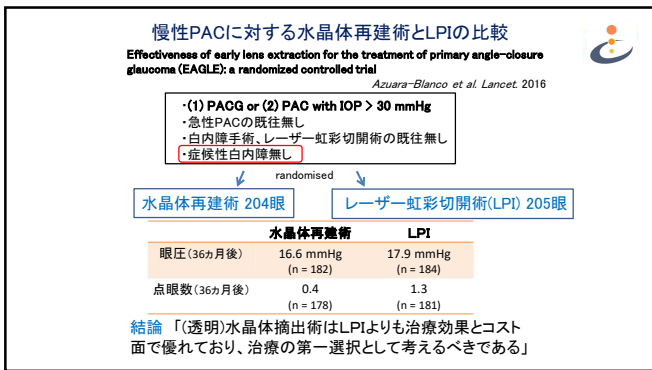 慢性PACに対する水晶体再建術とLPIの比較
Effectiveness of early lens extraction for the treatment of primary angle-closure
glaucoma (EAGLE): a randomized controlled trial
Azuara-Blanco et al. Lancet. 2016
・(1) PACG or (2) PAC with IOP > 30 mmHg
・急性PACの既往無し
・白内障手術、レーザー虹彩切開術の既往無し
・症候性白内障無し
randomised
水晶体再建術 204眼
レーザー虹彩切開術(LPI) 205眼
水晶体再建術 LPI
眼圧(36ヵ月後) 16.6 mmHg 17.9 mmHg
(n = 182) (n = 184)
点眼数(36ヵ月後) 0.4 1.3
(n = 178) (n = 181)
結論 「(透明)水晶体摘出術はLPIよりも治療効果とコスト
面で優れており、治療の第一選択として考えるべきである」